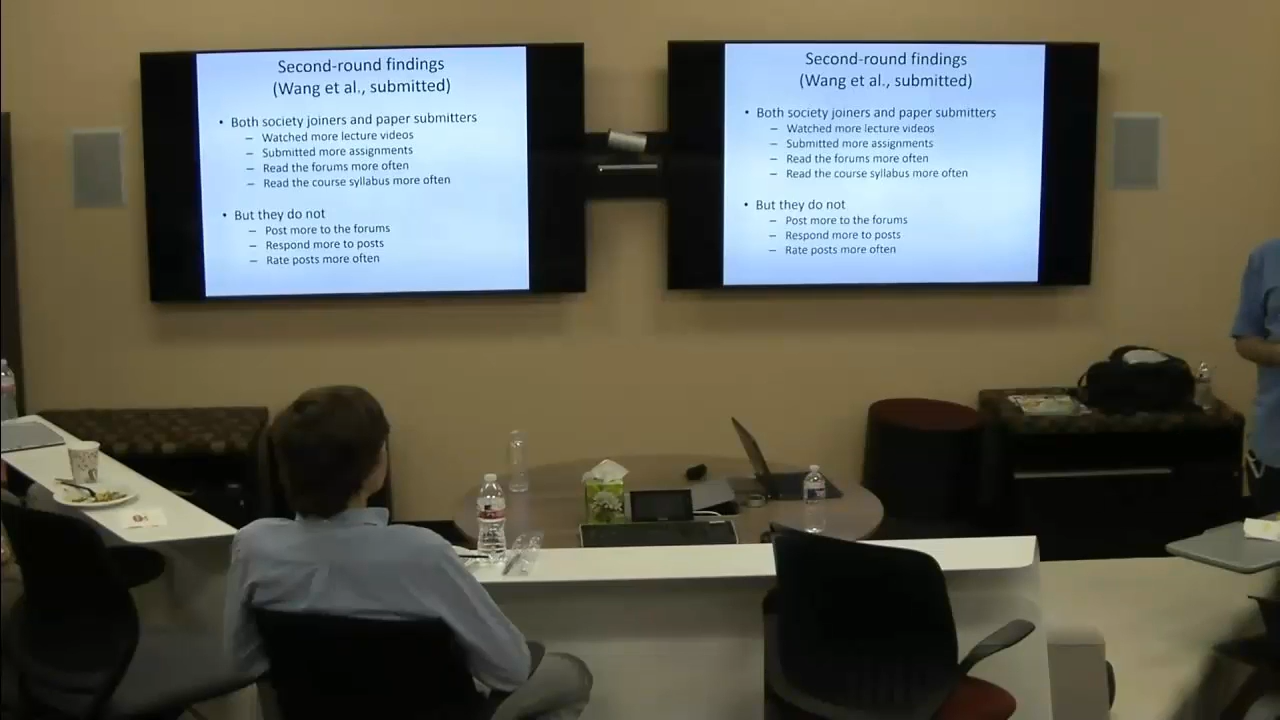 Second-round findings
(Wang et al., submitted)
• Both society joiners and paper submitters
– Watched more lecture videos
– Submitted more assignments
– Read the forums more often
– Read the course syllabus more often
• But they do not
– Post more to the forums
– Respond more to posts
– Rate posts more often
Second-round findings
(Wang et al., submitted)
• Both society joiners and paper submitters
– Watched more lecture videos
– Submitted more assignments
– Read the forums more often
– Read the course syllabus more often
• But they do not
– Post more to the forums
– Respond more to posts
– Rate posts more often